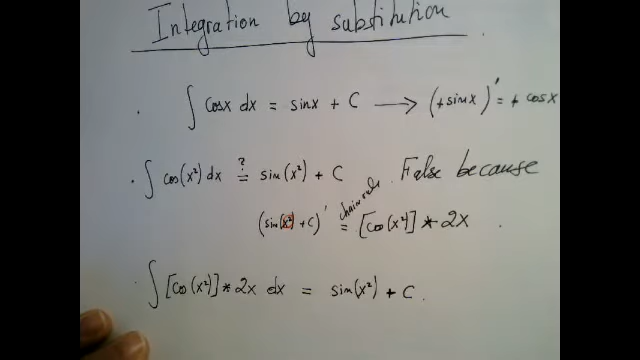 Integration by substitution
∫ cosx dx = sinx + C → (+sinx)' = + cosx
∫ cos(x²) dx ≟ sin(x²) + C. False because
(sin(x²) + C)' = [cos(x²)] * 2x
chain rule
∫ [cos(x²)] * 2x dx = sin(x²) + C.